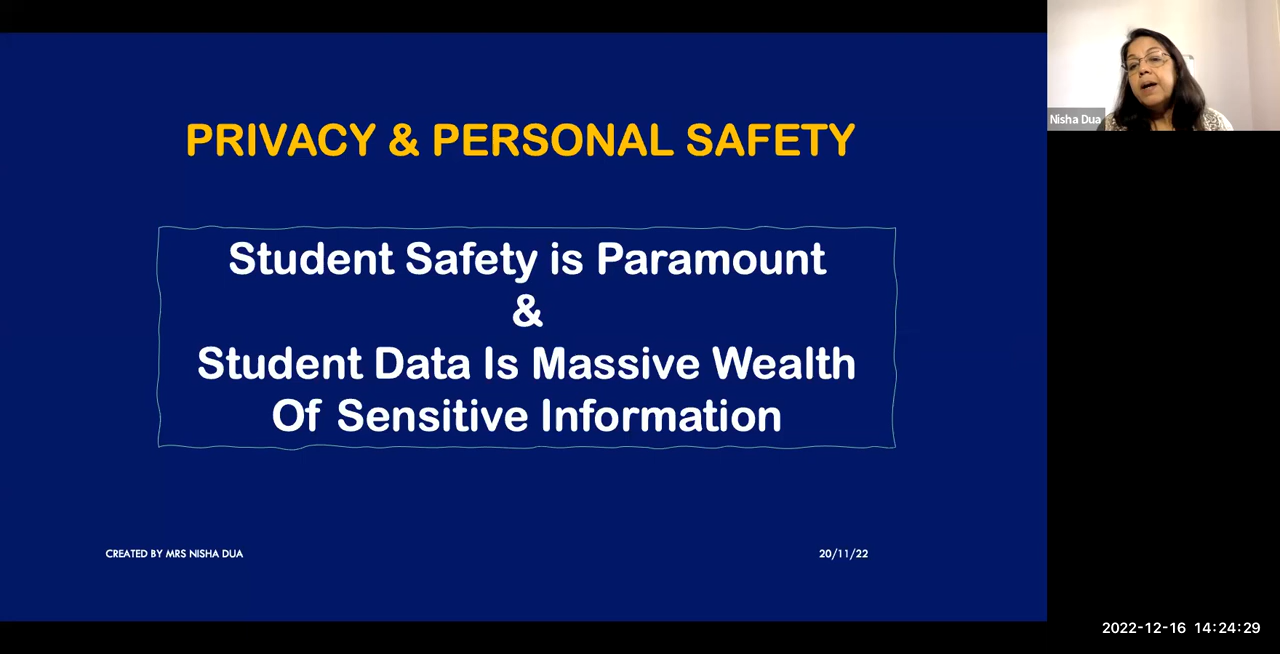 PRIVACY & PERSONAL SAFETY
Student Safety is Paramount
&
Student Data Is Massive Wealth
Of Sensitive Information
CREATED BY MRS NISHA DUA
20/11/22
Nisha Dua
2022-12-16 14:24:29